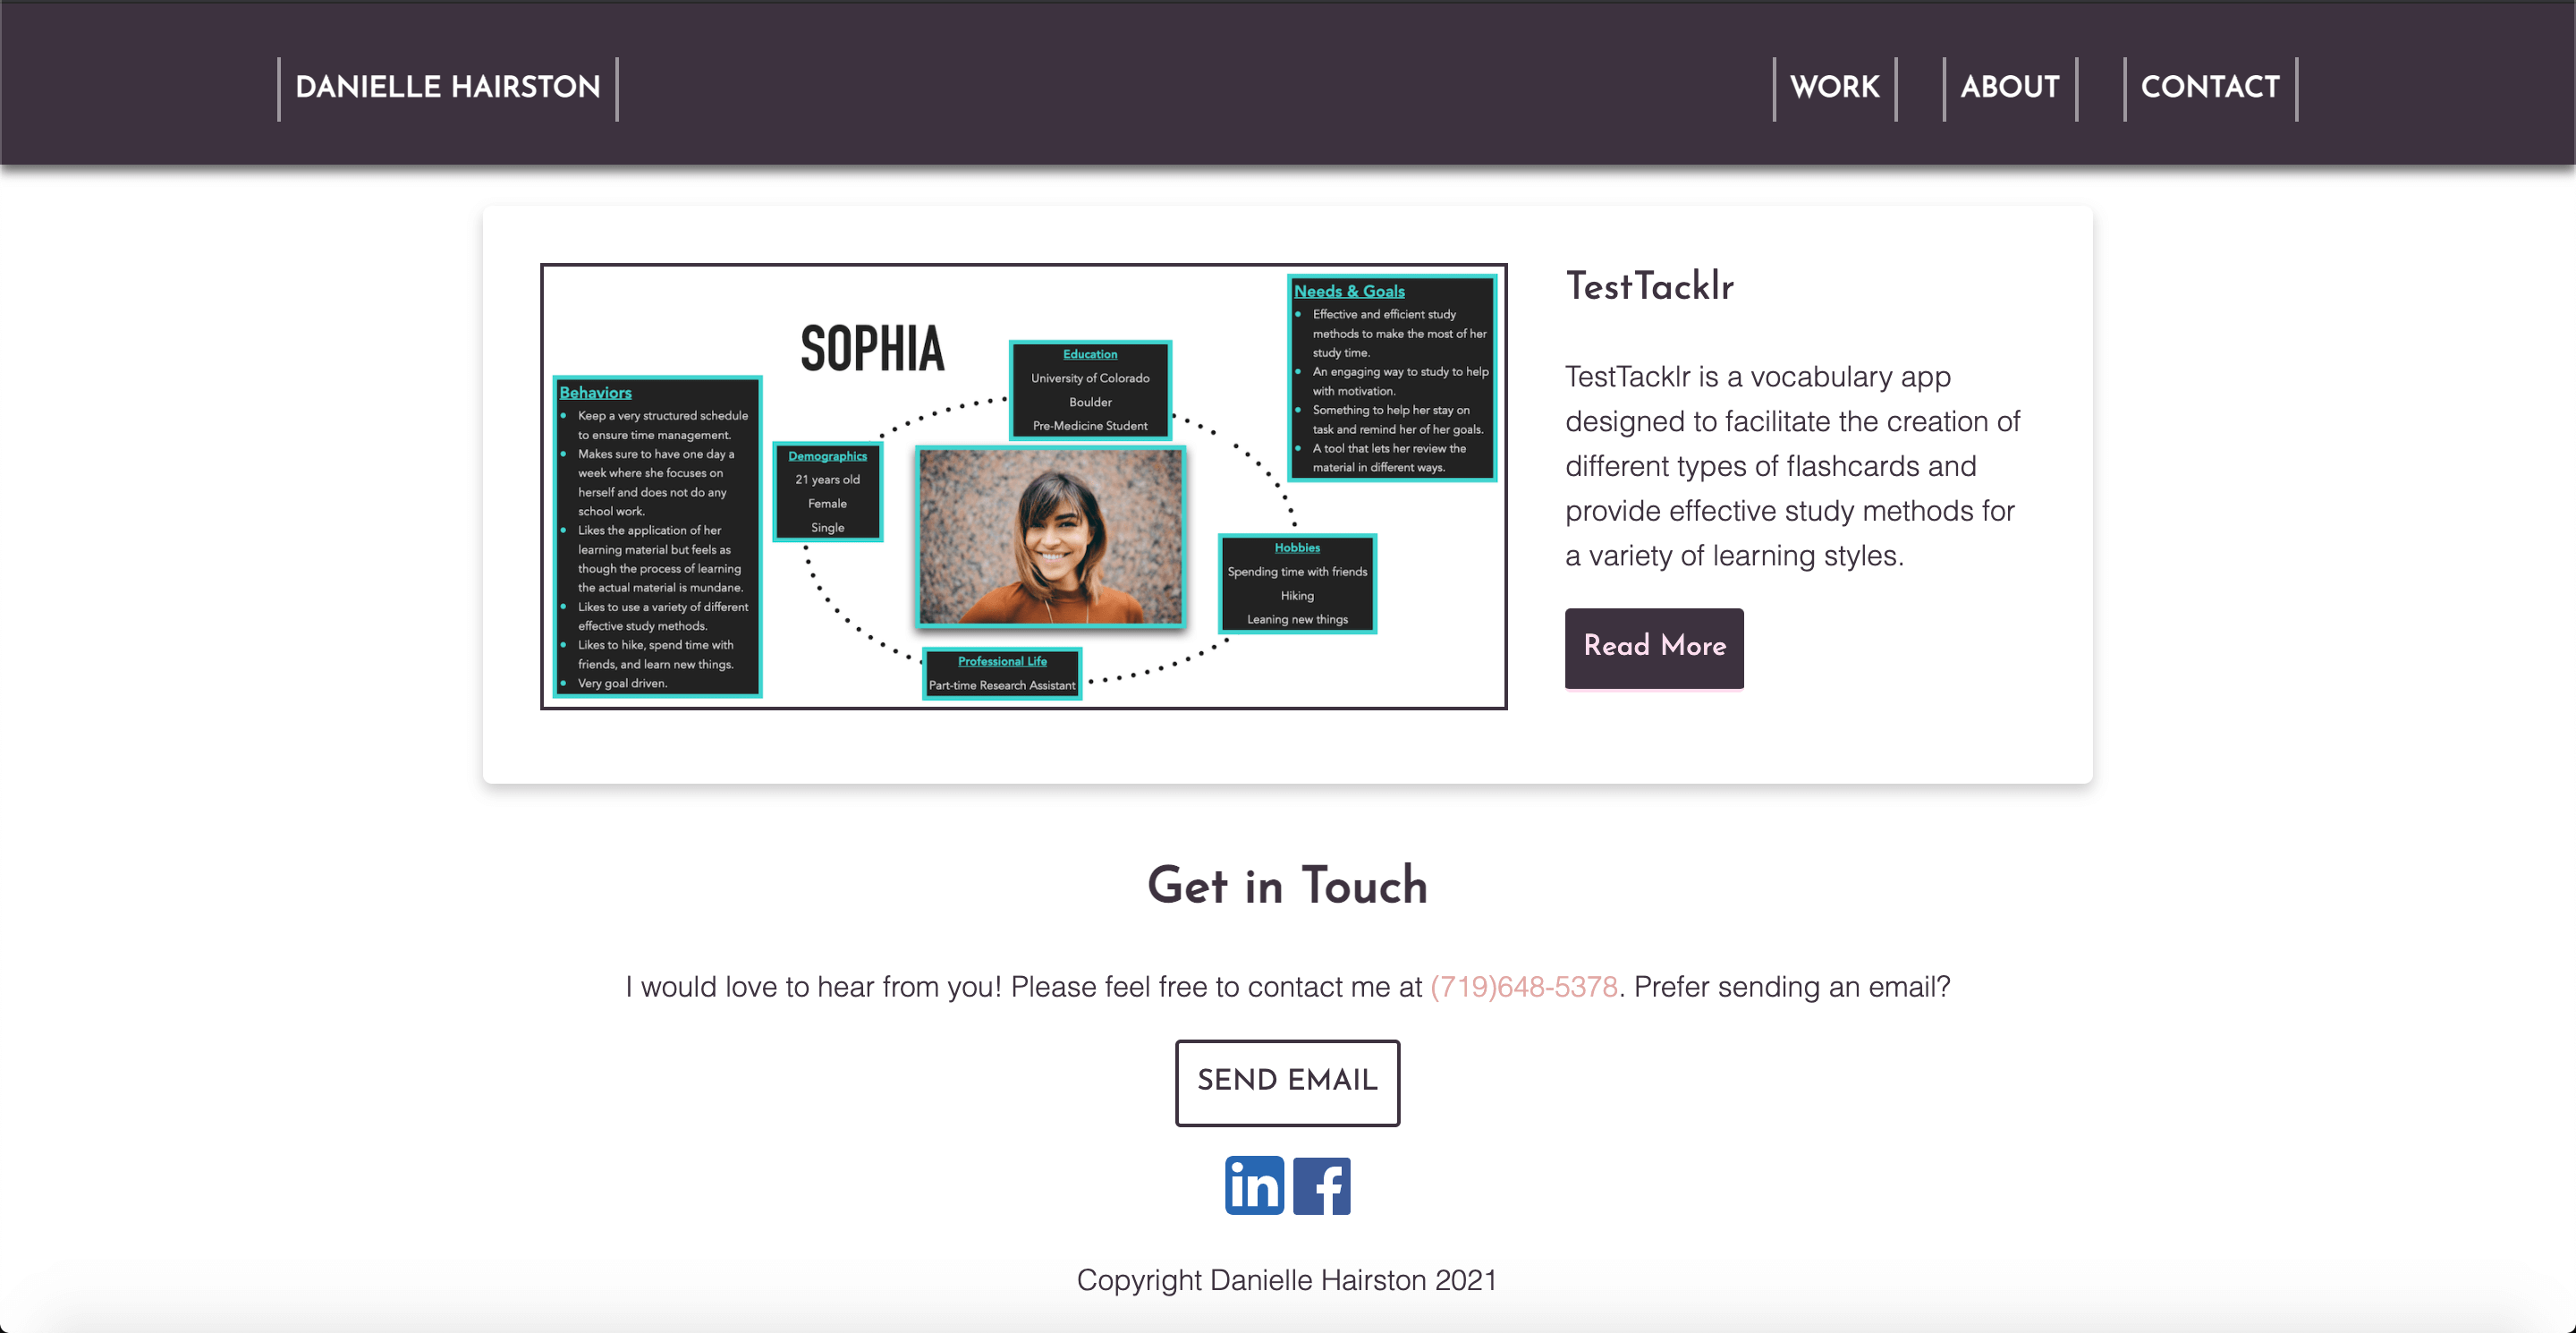 DANIELLE HAIRSTON
WORK
ABOUT
CONTACT
SOPHIA
Behaviors
Keep a very structured schedule
to ensure time management.
Makes sure to have one day a
week where she focuses on
herself and does not do any
school work.
Likes the application of her
learning material but feels as
though the process of learning
the actual material is mundane.
Likes to use a variety of different
effective study methods.
Likes to hike, spend time with
friends, and learn new things.
Very goal driven.
Demographics
21 years old
Female
Single
Education
University of Colorado
Boulder
Pre-Medicine Student
Needs & Goals
Effective and efficient study
methods to make the most of her
study time.
An engaging way to study to help
with motivation.
Something to help her stay on
task and remind her of her goals.
A tool that lets her review the
material in different ways.
Hobbies
Spending time with friends
Hiking
Leaning new things
Professional Life
Part-time Research Assistant
TestTacklr
TestTacklr is a vocabulary app
designed to facilitate the creation of
different types of flashcards and
provide effective study methods for
a variety of learning styles.
Read More
Get in Touch
I would love to hear from you! Please feel free to contact me at (719)648-5378. Prefer sending an email?
SEND EMAIL
in f
Copyright Danielle Hairston 2021